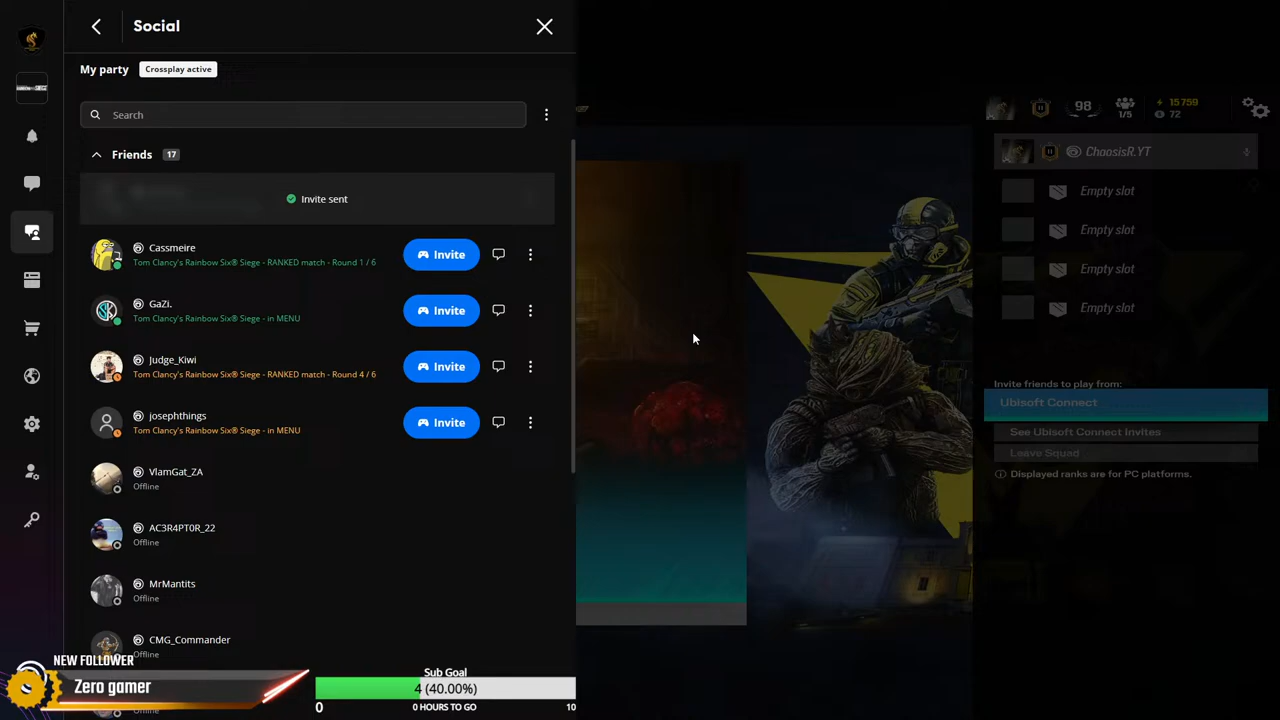 Social
My party
Crossplay active
Search
Friends 17
Invite sent
Cassmeire
Tom Clancy's Rainbow Six® Siege - RANKED match - Round 1 / 6
Invite
GaZi.
Tom Clancy's Rainbow Six® Siege - in MENU
Invite
Judge_Kiwi
Tom Clancy's Rainbow Six® Siege - RANKED match - Round 4 / 6
Invite
josephthings
Tom Clancy's Rainbow Six® Siege - in MENU
Invite
VlamGat_ZA
Offline
AC3R4PT0R_22
Offline
MrMantits
Offline
CMG_Commander
Offline
NEW FOLLOWER
Zero gamer
Sub Goal
4 (40.00%)
0 0 HOURS TO GO 10
98
1/5
15 759
72
ChaosisR.YT
Empty slot
Empty slot
Empty slot
Empty slot
Invite friends to play from:
Ubisoft Connect
See Ubisoft Connect Invites
Leave Squad
Displayed ranks are for PC platforms.